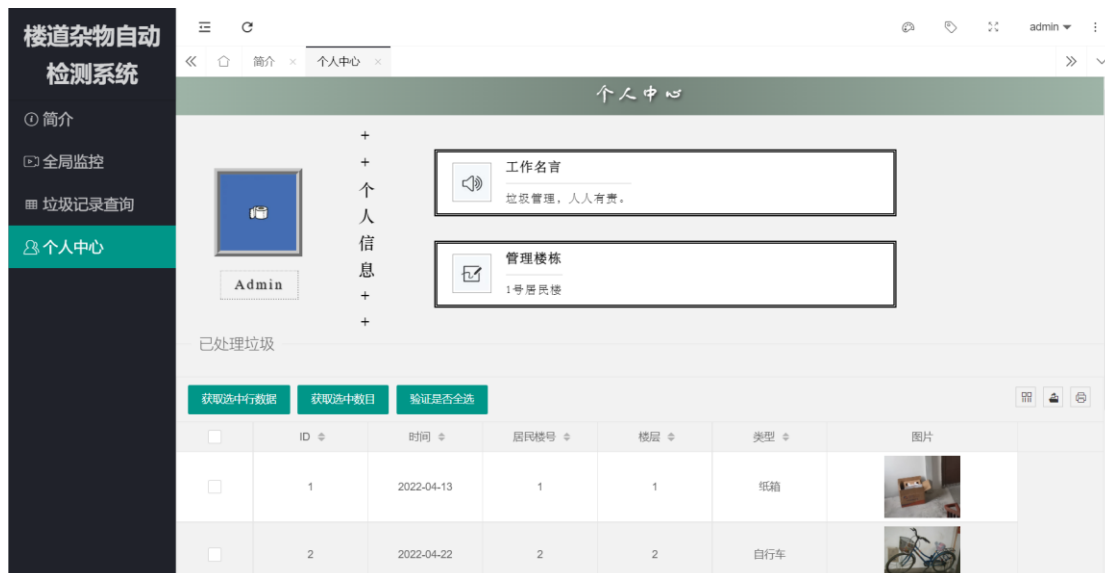 楼道杂物自动
检测系统
简介
全局监控
垃圾记录查询
个人中心
admin
简介 ×
个人中心 ×
个人中心
+
+
个
人
信
息
+
+
Admin
工作名言
垃圾管理，人人有责。
管理楼栋
1号居民楼
已处理垃圾
获取选中行数据 获取选中数目 验证是否全选
ID 时间 居民楼号 楼层 类型 图片
1 2022-04-13 1 1 纸箱
2 2022-04-22 2 2 自行车